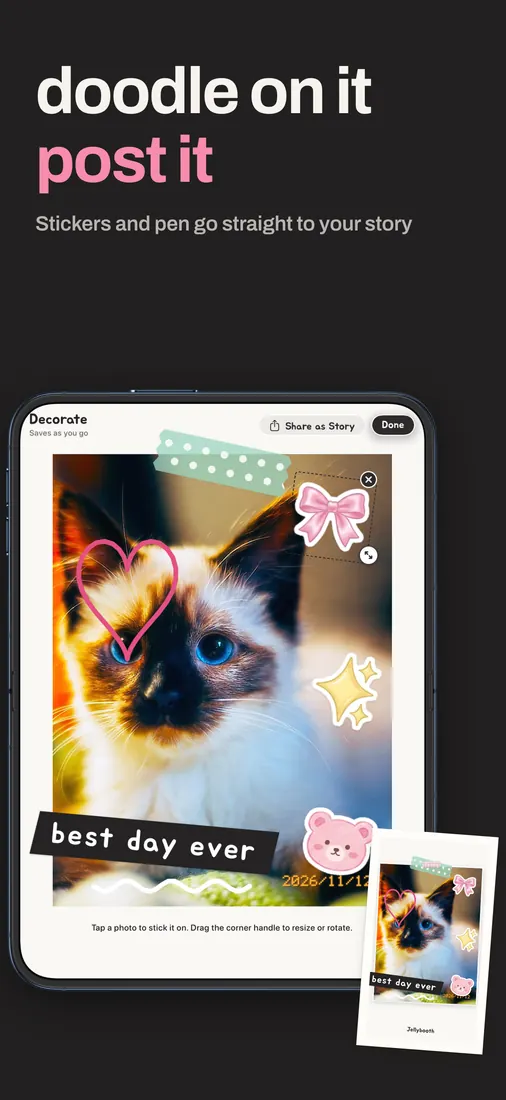 doodle on it
post it
Stickers and pen go straight to your story
Decorate
Saves as you go
Share as Story
Done
best day ever
2026/11/12
Tap a photo to stick it on. Drag the corner handle to resize or rotate.
best day ever
Jellybooth